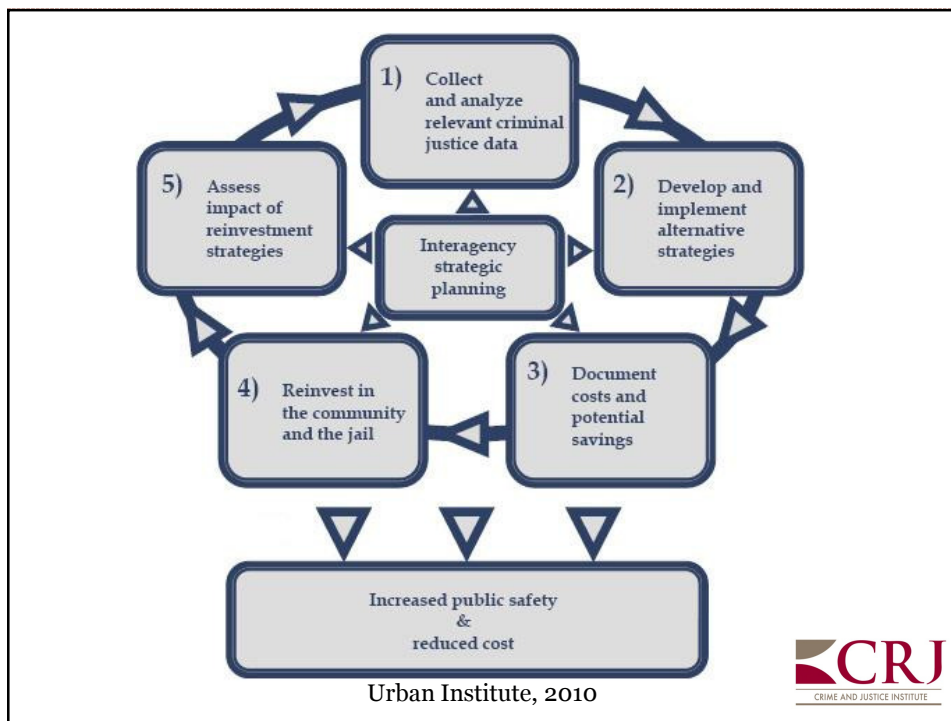 1) Collect
and analyze
relevant criminal
justice data
2) Develop and
implement
alternative
strategies
3) Document
costs and
potential
savings
4) Reinvest in
the community
and the jail
5) Assess
impact of
reinvestment
strategies
Interagency
strategic
planning
Increased public safety
&
reduced cost
Urban Institute, 2010
CRJ
CRIME AND JUSTICE INSTITUTE